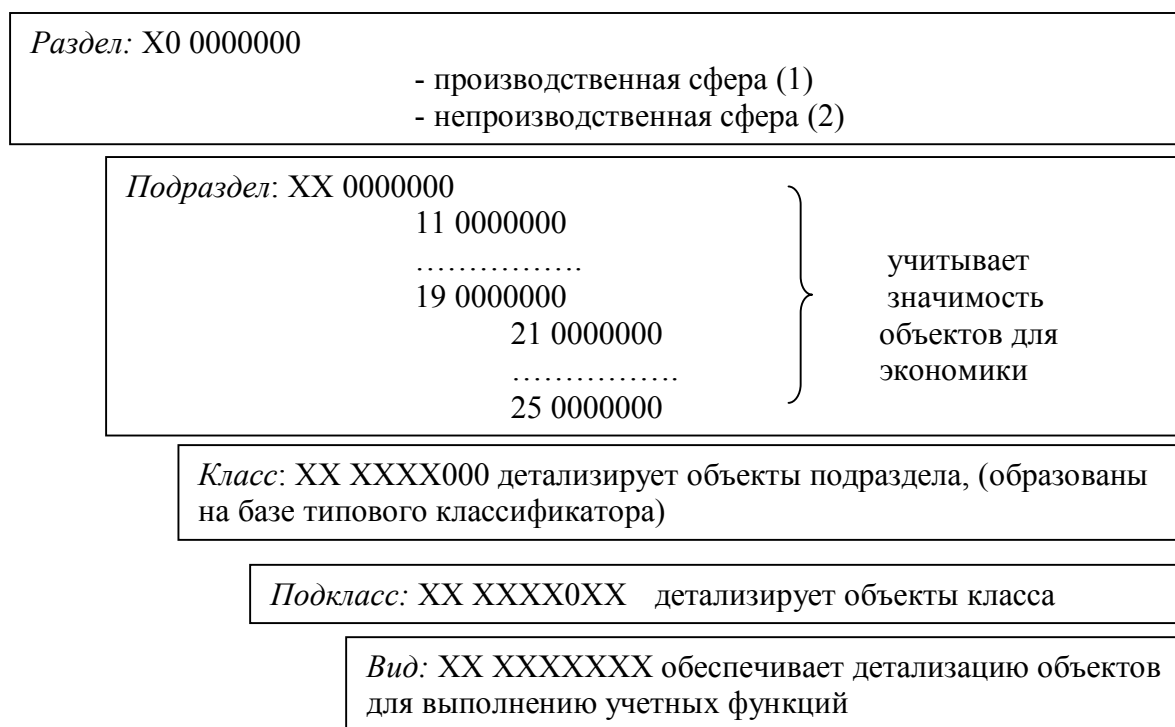 Раздел: X0 0000000
- производственная сфера (1)
- непроизводственная сфера (2)
Подраздел: XX 0000000
11 0000000
…………….
19 0000000
21 0000000
…………….
25 0000000
учитывает
значимость
объектов для
экономики
Класс: XX XXXX000 детализирует объекты подраздела, (образованы
на базе типового классификатора)
Подкласс: XX XXXX0XX детализирует объекты класса
Вид: XX XXXXXXX обеспечивает детализацию объектов
для выполнению учетных функций